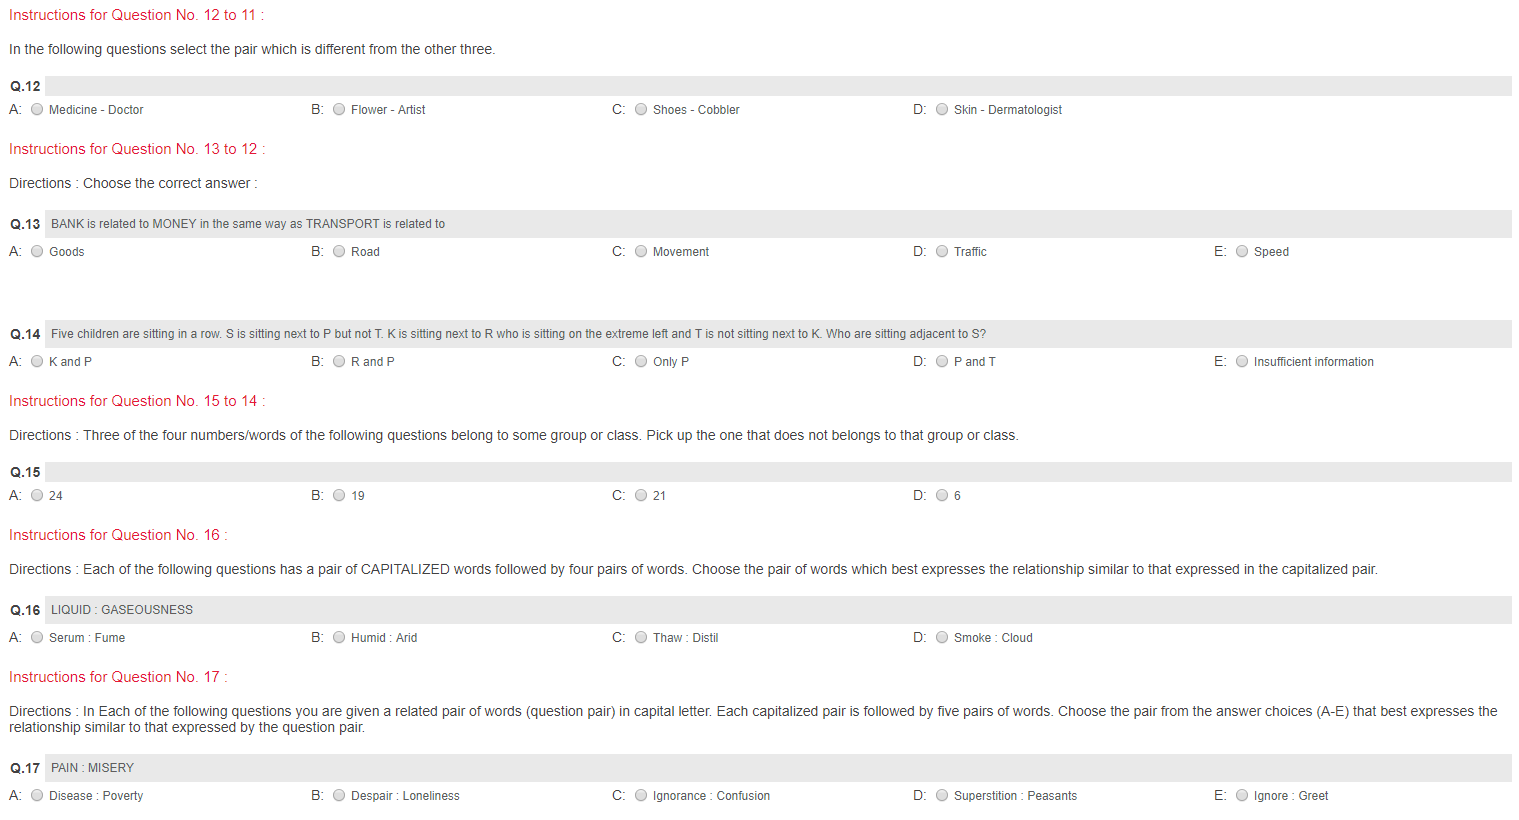 Instructions for Question No. 12 to 11 :
In the following questions select the pair which is different from the other three.
Q.12
A: Medicine - Doctor B: Flower - Artist C: Shoes - Cobbler D: Skin - Dermatologist
Instructions for Question No. 13 to 12 :
Directions : Choose the correct answer :
Q.13 BANK is related to MONEY in the same way as TRANSPORT is related to
A: Goods B: Road C: Movement D: Traffic E: Speed
Q.14 Five children are sitting in a row. S is sitting next to P but not T. K is sitting next to R who is sitting on the extreme left and T is not sitting next to K. Who are sitting adjacent to S?
A: K and P B: R and P C: Only P D: P and T E: Insufficient information
Instructions for Question No. 15 to 14 :
Directions : Three of the four numbers/words of the following questions belong to some group or class. Pick up the one that does not belongs to that group or class.
Q.15
A: 24 B: 19 C: 21 D: 6
Instructions for Question No. 16 :
Directions : Each of the following questions has a pair of CAPITALIZED words followed by four pairs of words. Choose the pair of words which best expresses the relationship similar to that expressed in the capitalized pair.
Q.16 LIQUID : GASEOUSNESS
A: Serum : Fume B: Humid : Arid C: Thaw : Distil D: Smoke : Cloud
Instructions for Question No. 17 :
Directions : In Each of the following questions you are given a related pair of words (question pair) in capital letter. Each capitalized pair is followed by five pairs of words. Choose the pair from the answer choices (A-E) that best expresses the
relationship similar to that expressed by the question pair.
Q.17 PAIN : MISERY
A: Disease : Poverty B: Despair : Loneliness C: Ignorance : Confusion D: Superstition : Peasants E: Ignore : Greet